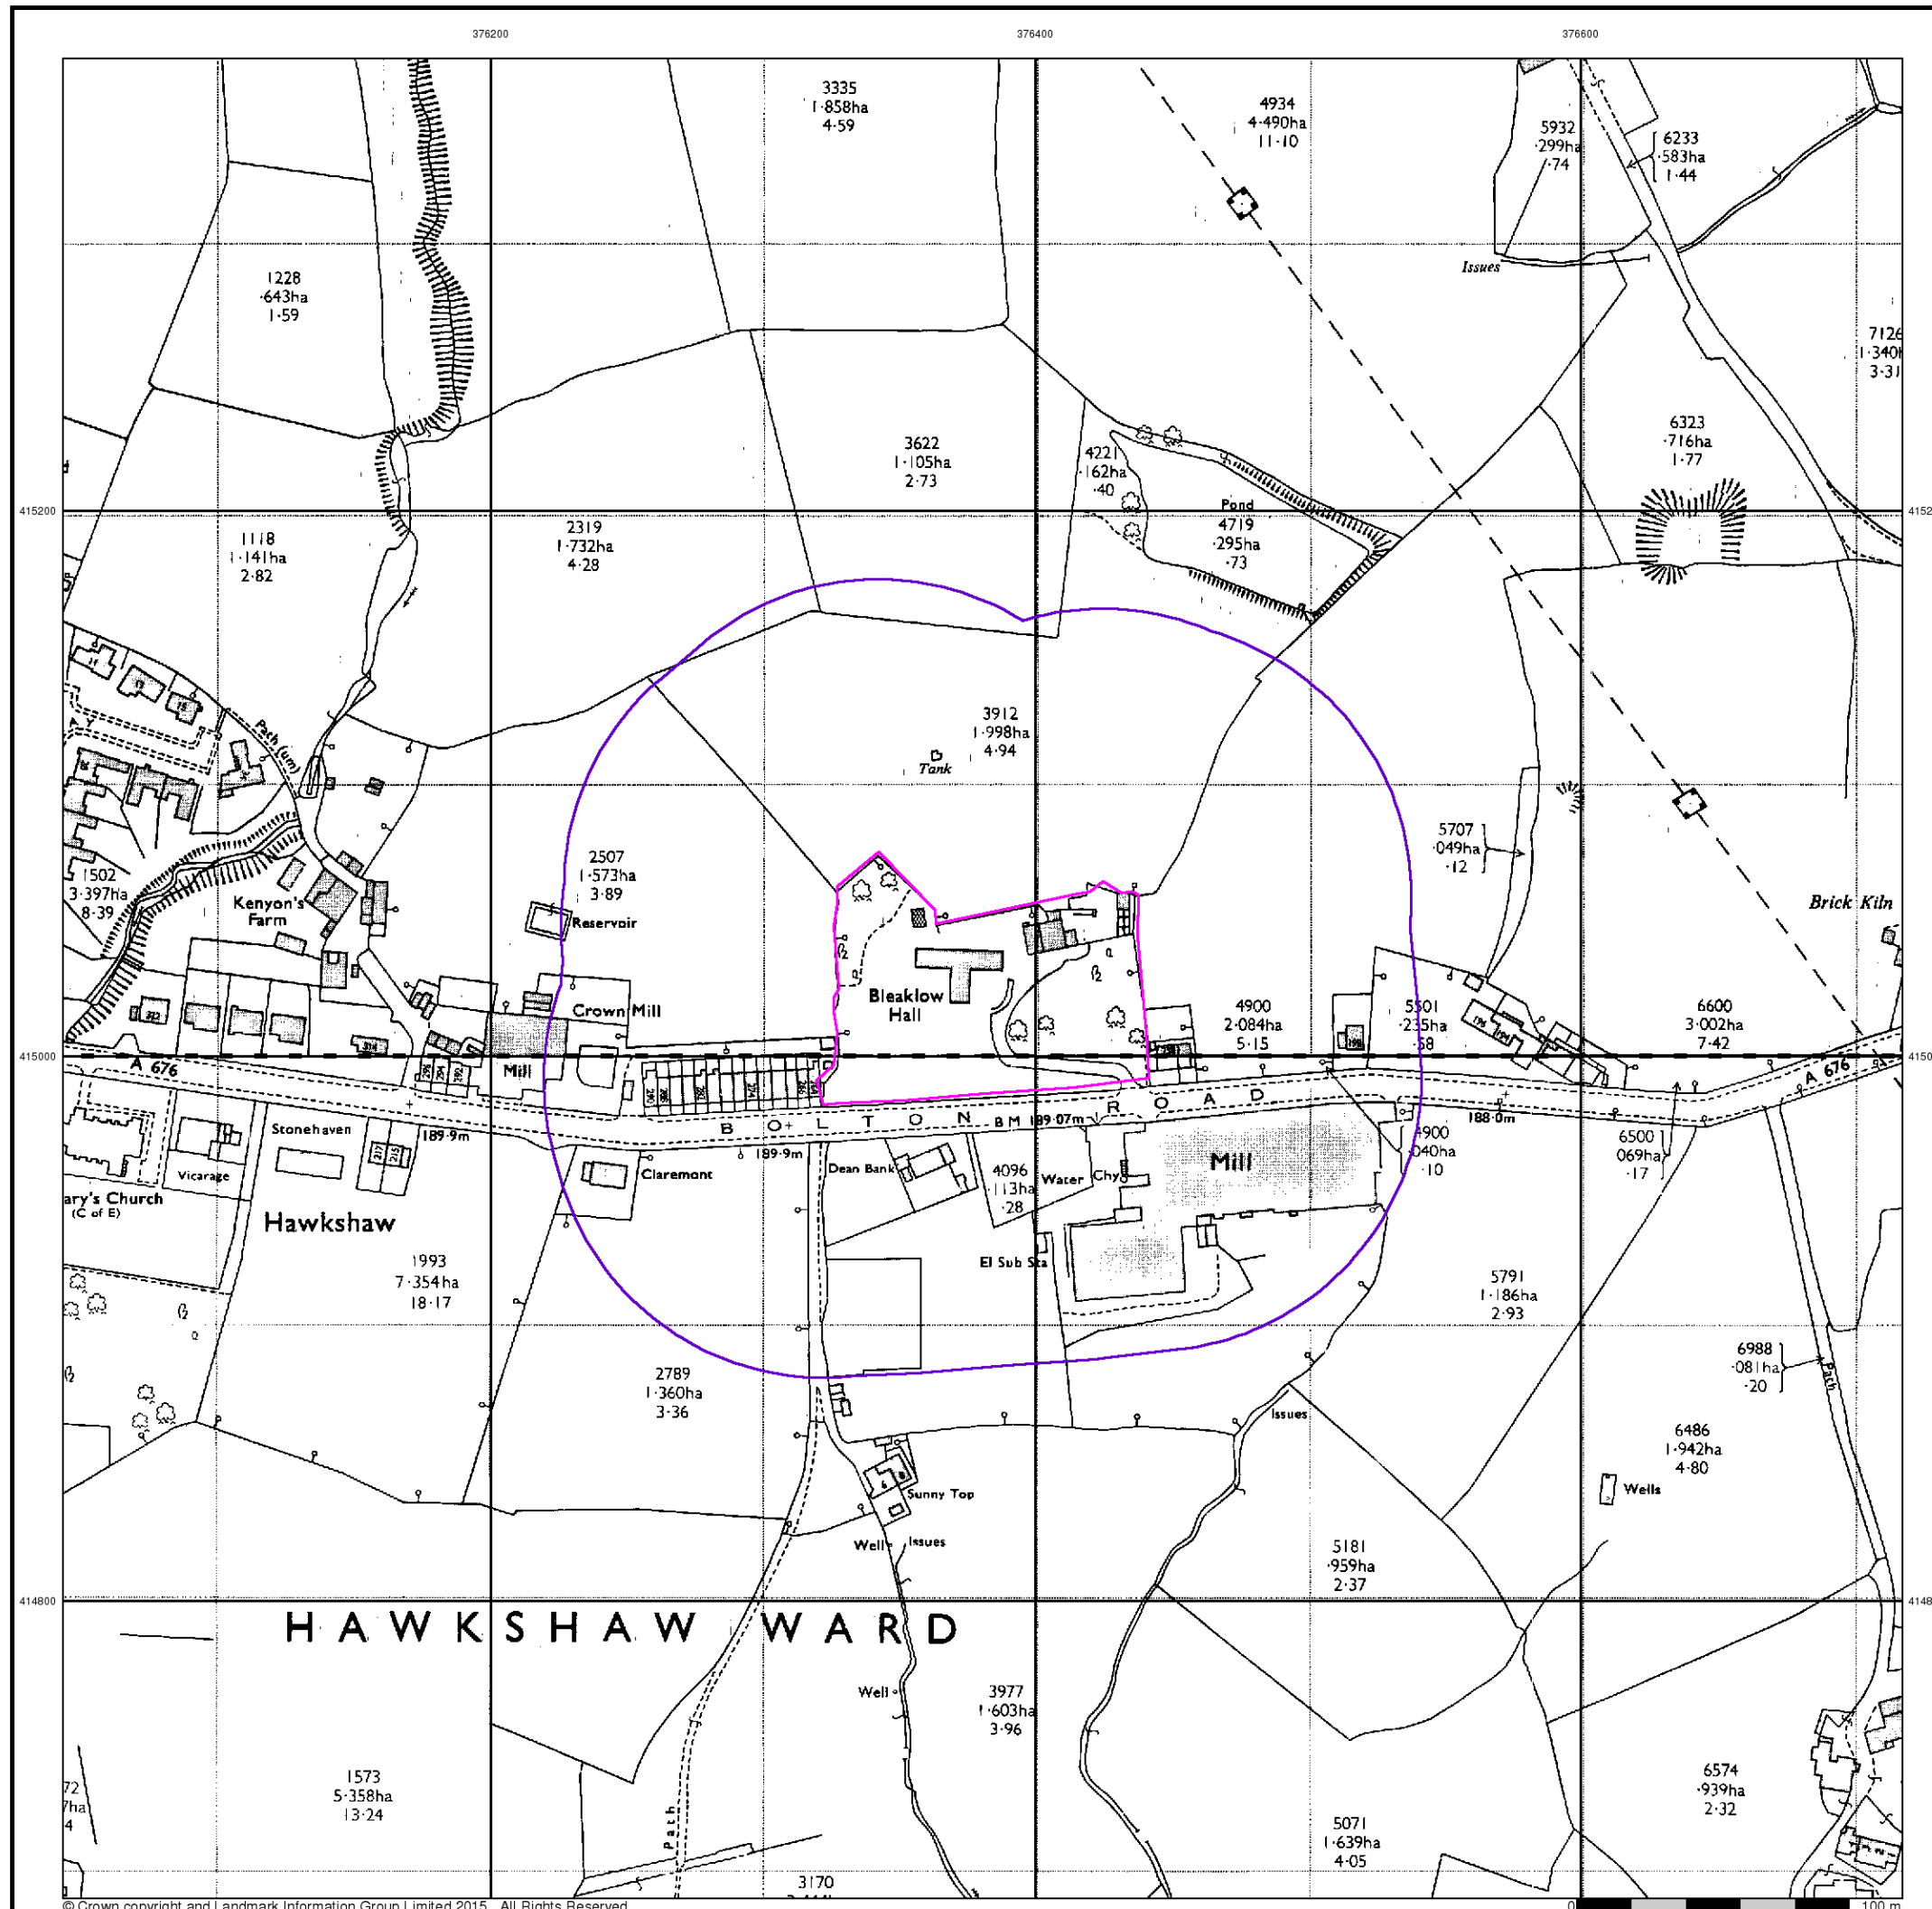 376200
376400
376600
3335
1·858ha
4·59
4934
4·490ha
11·10
5932
·299ha
·74
6233
·583ha
1·44
Issues
1228
·643ha
1·59
7126
3·31
6323
·716ha
1·77
3622
1·105ha
2·73
4221
·162ha
·40
Pond
4719
·295ha
·73
415200
1118
1·141ha
2·82
2319
1·732ha
4·28
Path (um)
3912
1·998ha
4·94
Tank
5707
·049ha
·12
2507
1·573ha
3·89
1502
3·397ha
8·39
Kenyon's
Farm
Reservoir
Brick Kiln
Crown Mill
Bleaklow
Hall
4900
2·084ha
5·15
5501
·235ha
·58
6600
3·002ha
7·42
415000
A 676
Mill
A 676
BOLTON ROAD
B M 189·07m
189·9m
189·9m
188·0m
Stonehaven
Vicarage
Claremont
Dean Bank
4096
·113ha
·28
Water
Chy
Mill
4900
·040ha
·10
6500
·069ha
·17
ary's Church
(C of E)
Hawkshaw
El Sub Sta
1993
7·354ha
18·17
5791
1·186ha
2·93
2789
1·360ha
3·36
6988
·081ha
·20
Path
Issues
6486
1·942ha
4·80
Wells
Sunny Top
Well
Issues
5181
·959ha
2·37
414800
HAWKSHAW WARD
Well
3977
1·603ha
3·96
1573
5·358ha
13·24
Path
6574
·939ha
2·32
5071
1·639ha
4·05
3170
© Crown copyright and Landmark Information Group Limited 2015. All Rights Reserved.
0
100 m